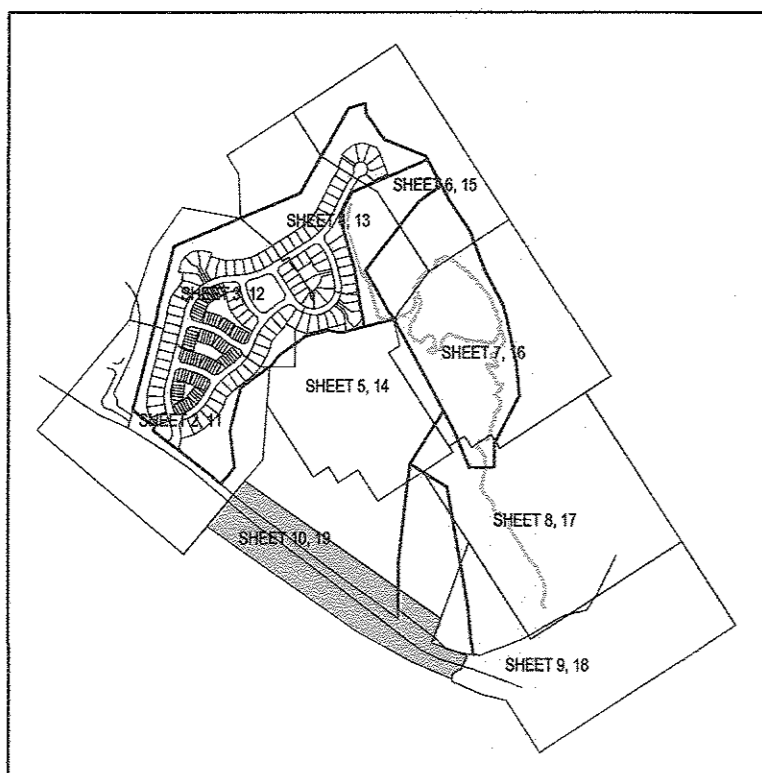 SHEET 6, 15
SHEET 4, 13
SHEET 3, 12
SHEET 7, 16
SHEET 5, 14
SHEET 2, 11
SHEET 8, 17
SHEET 10, 19
SHEET 9, 18